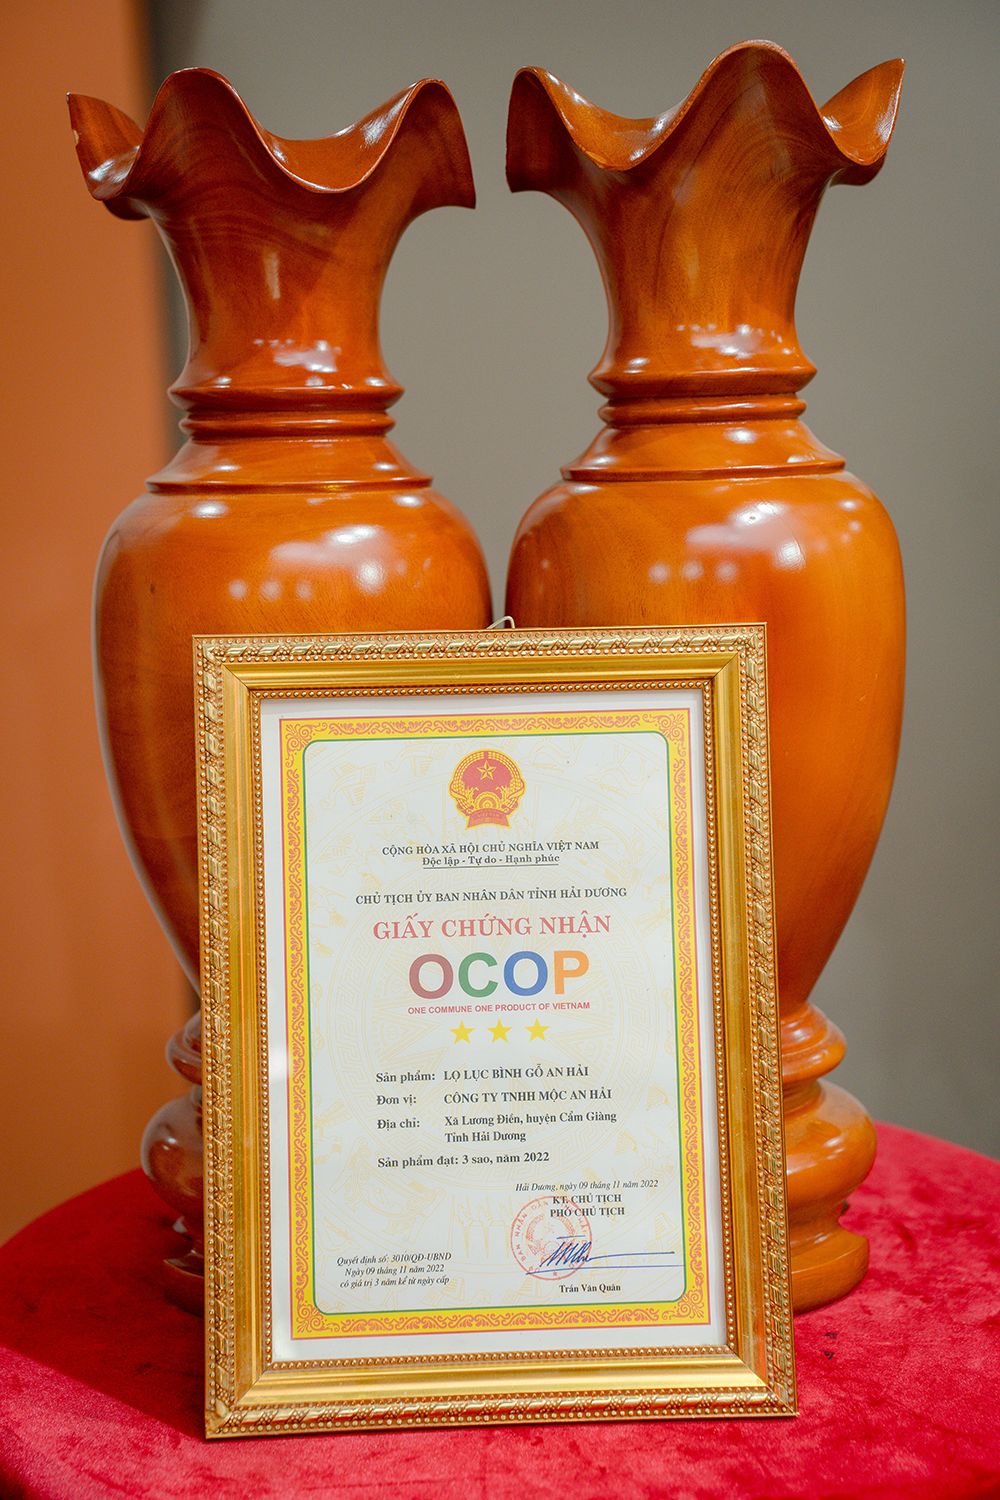 CỘNG HÒA XÃ HỘI CHỦ NGHĨA VIỆT NAM
Độc lập - Tự do - Hạnh phúc
CHỦ TỊCH ỦY BAN NHÂN DÂN TỈNH HẢI DƯƠNG
GIẤY CHỨNG NHẬN
OCOP
ONE COMMUNE ONE PRODUCT OF VIETNAM
Sản phẩm: LỌ LỤC BÌNH GỖ AN HẢI
Đơn vị: CÔNG TY TNHH MỘC AN HẢI
Địa chỉ: Xã Lương Điền, huyện Cẩm Giàng
Tỉnh Hải Dương
Sản phẩm đạt: 3 sao, năm 2022
Hải Dương, ngày 09 tháng 11 năm 2022
KT. CHỦ TỊCH
PHÓ CHỦ TỊCH
Quyết định số: 3010/QĐ-UBND
Ngày 09 tháng 11 năm 2022
có giá trị 3 năm kể từ ngày cấp
Trần Văn Quân